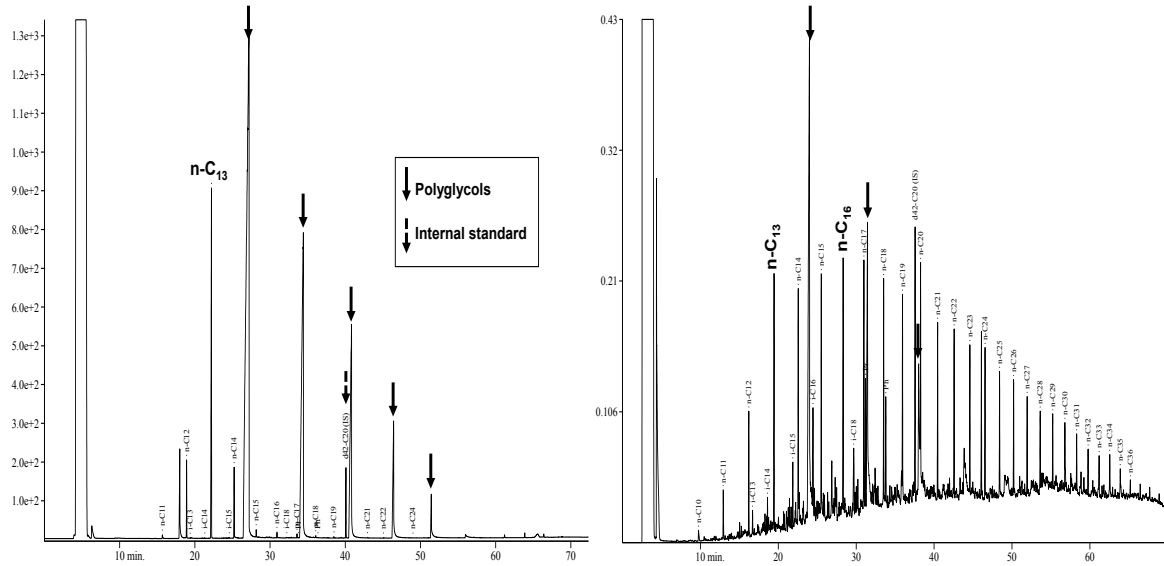 1.3e+3
1.2e+3
1.1e+3
1.0e+3
9.0e+2
8.0e+2
7.0e+2
6.0e+2
5.0e+2
4.0e+2
3.0e+2
2.0e+2
1.0e+2
n-C13
Polyglycols
Internal standard
n-C11
n-C12
i-C13
i-C14
n-C14
i-C15
n-C15
n-C16
i-C18
n-C17
n-C18
n-C19
d42-C20 (IS)
n-C21
n-C22
n-C24
10 min.
20
30
40
50
0.43
0.32
0.21
0.106
n-C10
n-C11
n-C12
i-C13
i-C14
n-C13
n-C14
i-C15
n-C15
i-C16
n-C16
i-C18
n-C17
Pr
n-C18
Ph
n-C19
d42-C20 (IS)
n-C20
n-C21
n-C22
n-C23
n-C24
n-C25
n-C26
n-C27
n-C28
n-C29
n-C30
n-C31
n-C32
n-C33
n-C34
n-C35
n-C36
10 min.
20
30
40
50
60